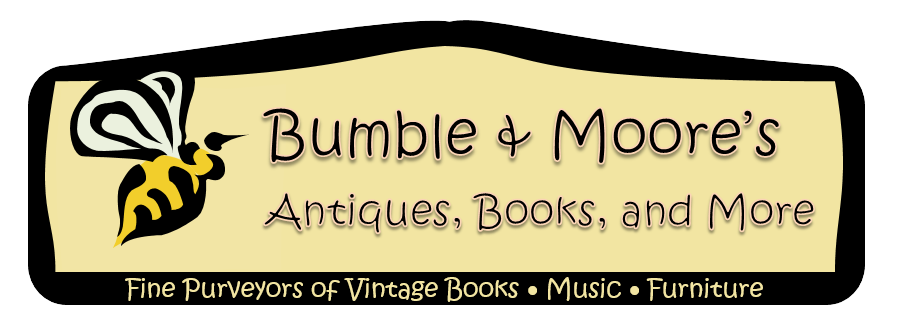 Bumble & Moore's
Antiques, Books, and More
Fine Purveyors of Vintage Books • Music • Furniture